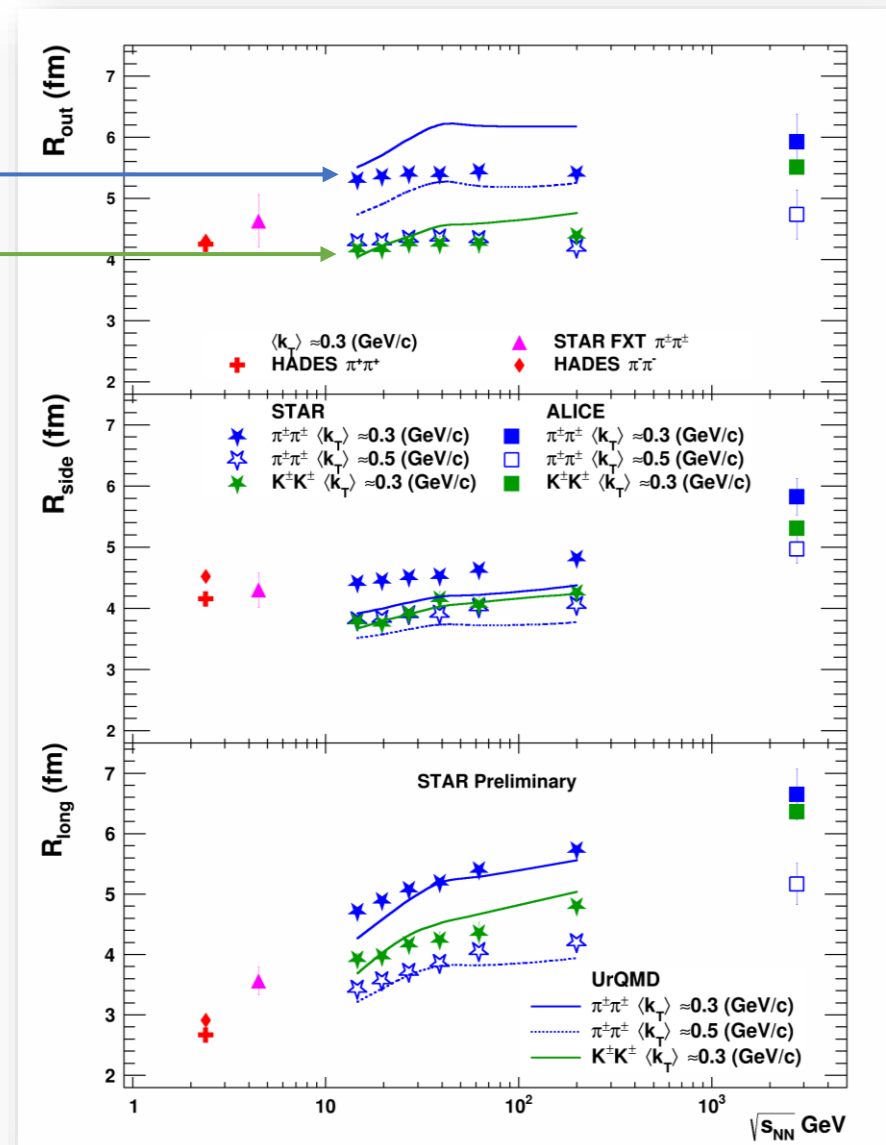 R_out (fm)
7
6
5
4
3
2
⟨k_T⟩ ≈0.3 (GeV/c)
HADES π⁺π⁺
STAR FXT π±π±
HADES π⁻π⁻
R_side (fm)
7
6
5
4
3
2
STAR
π±π± ⟨k_T⟩ ≈0.3 (GeV/c)
π±π± ⟨k_T⟩ ≈0.5 (GeV/c)
K±K± ⟨k_T⟩ ≈0.3 (GeV/c)
ALICE
π±π± ⟨k_T⟩ ≈0.3 (GeV/c)
π±π± ⟨k_T⟩ ≈0.5 (GeV/c)
K±K± ⟨k_T⟩ ≈0.3 (GeV/c)
R_long (fm)
7
6
5
4
3
2
STAR Preliminary
UrQMD
π±π± ⟨k_T⟩ ≈0.3 (GeV/c)
π±π± ⟨k_T⟩ ≈0.5 (GeV/c)
K±K± ⟨k_T⟩ ≈0.3 (GeV/c)
1 10 10² 10³
√s_NN GeV